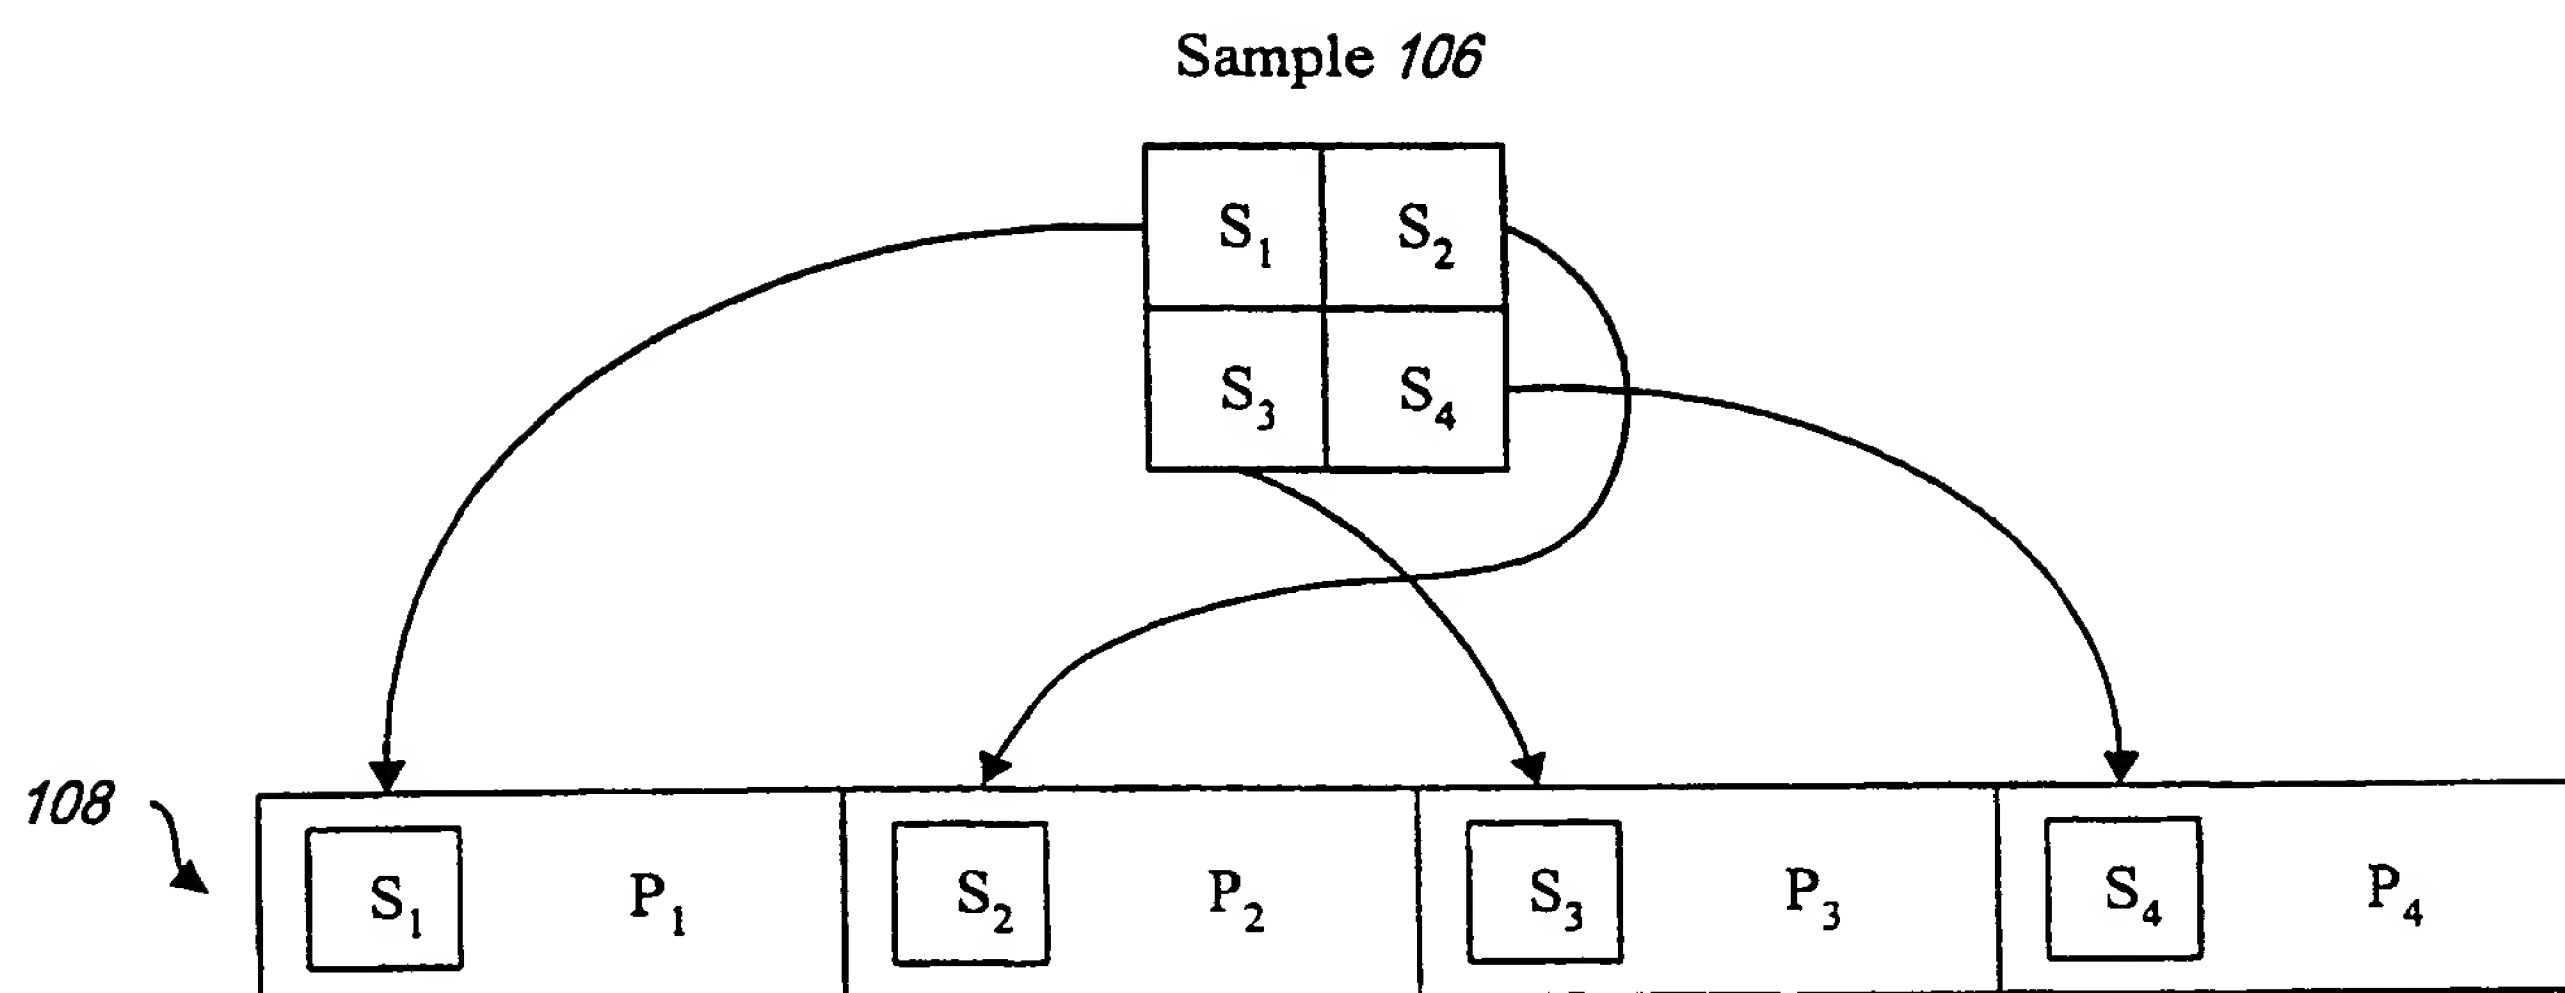 Sample 106
S₁ S₂
S₃ S₄
108
S₁ P₁ S₂ P₂ S₃ P₃ S₄ P₄